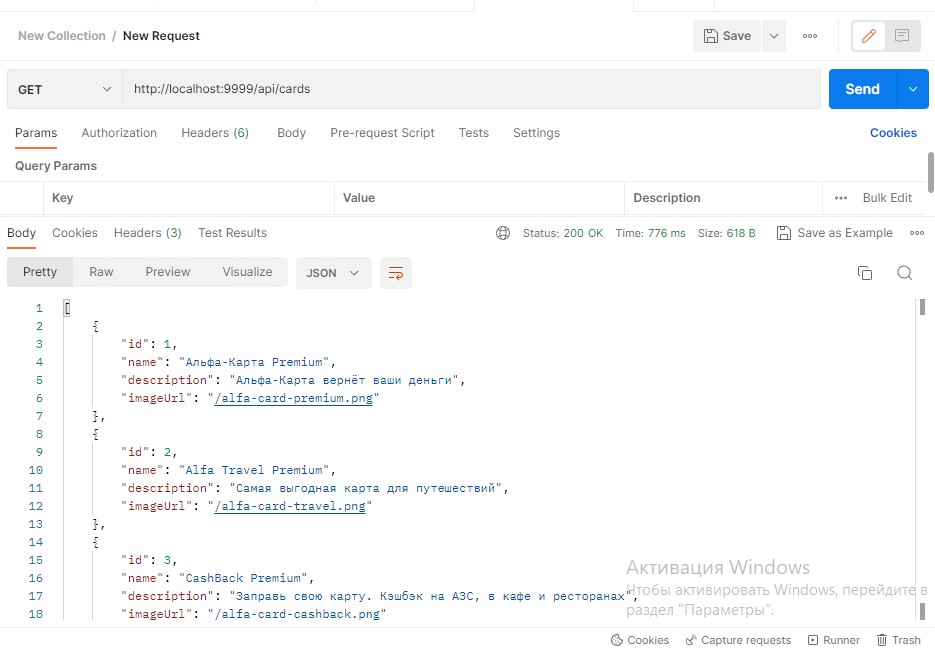 New Collection / New Request
Save
GET http://localhost:9999/api/cards Send
Params Authorization Headers (6) Body Pre-request Script Tests Settings Cookies
Query Params
Key Value Description Bulk Edit
Body Cookies Headers (3) Test Results Status: 200 OK Time: 776 ms Size: 618 B Save as Example
Pretty Raw Preview Visualize JSON
1 [
2 {
3 "id": 1,
4 "name": "Альфа-Карта Premium",
5 "description": "Альфа-Карта вернёт ваши деньги",
6 "imageUrl": "/alfa-card-premium.png"
7 },
8 {
9 "id": 2,
10 "name": "Alfa Travel Premium",
11 "description": "Самая выгодная карта для путешествий",
12 "imageUrl": "/alfa-card-travel.png"
13 },
14 {
15 "id": 3,
16 "name": "CashBack Premium",
17 "description": "Заправь свою карту. Кэшбэк на АЗС, в кафе и ресторанах",
18 "imageUrl": "/alfa-card-cashback.png"
Активация Windows
Чтобы активировать Windows, перейдите в
раздел "Параметры".
Cookies Capture requests Runner Trash